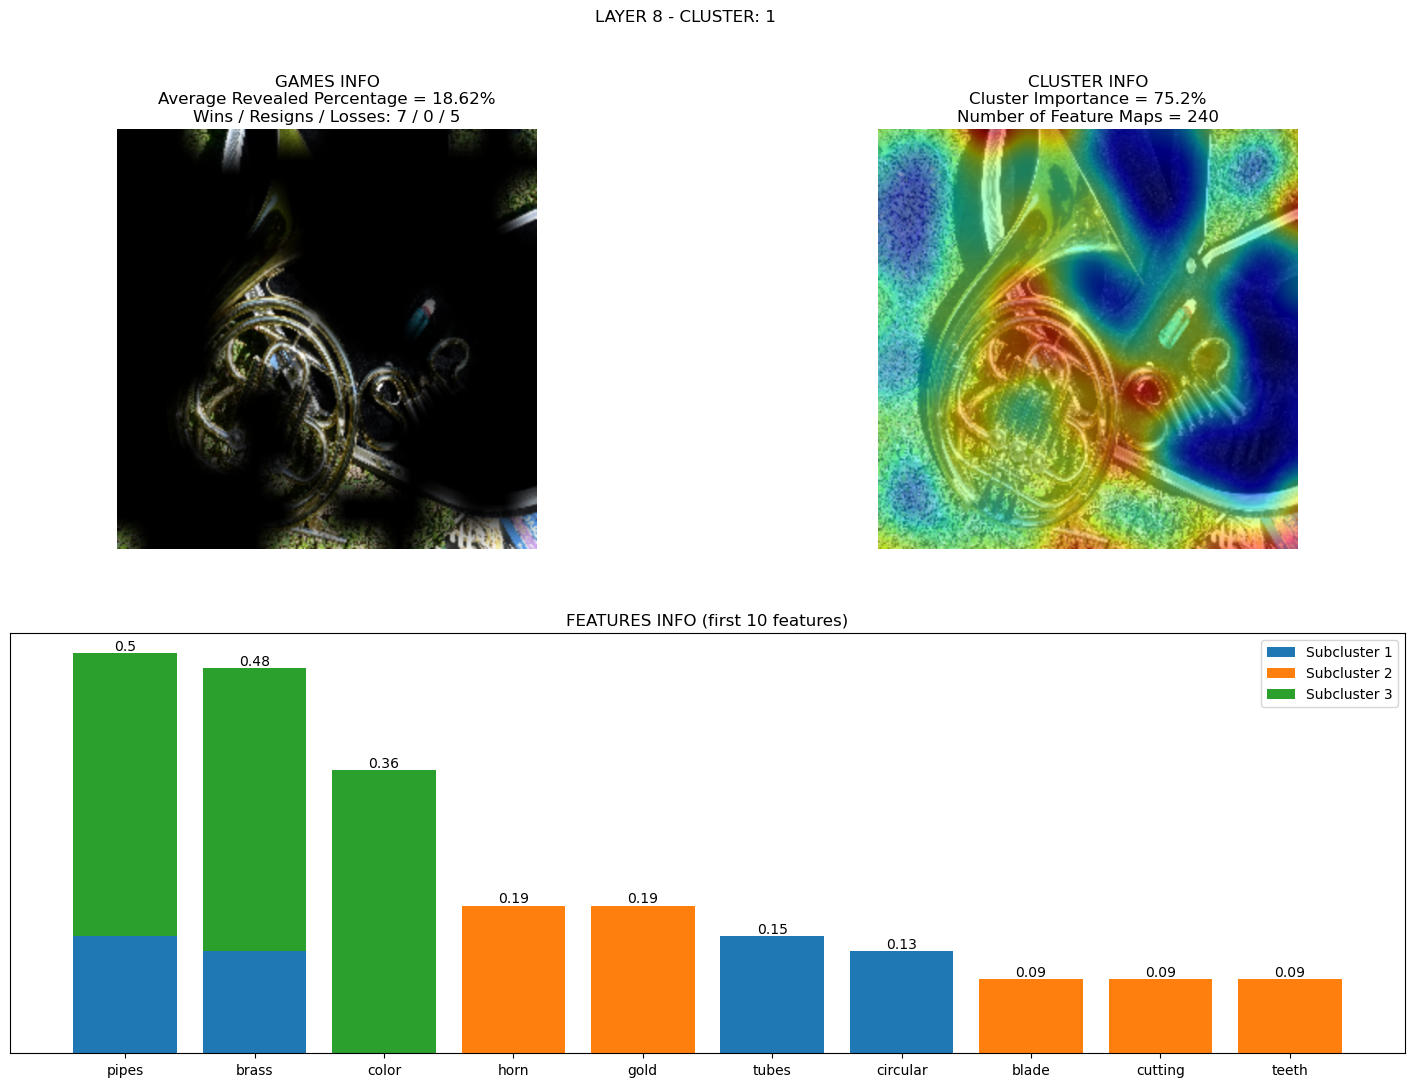 LAYER 8 - CLUSTER: 1
GAMES INFO
Average Revealed Percentage = 18.62%
Wins / Resigns / Losses: 7 / 0 / 5
CLUSTER INFO
Cluster Importance = 75.2%
Number of Feature Maps = 240
FEATURES INFO (first 10 features)
0.5
0.48
0.36
0.19
0.19
0.15
0.13
0.09
0.09
0.09
Subcluster 1
Subcluster 2
Subcluster 3
pipes
brass
color
horn
gold
tubes
circular
blade
cutting
teeth